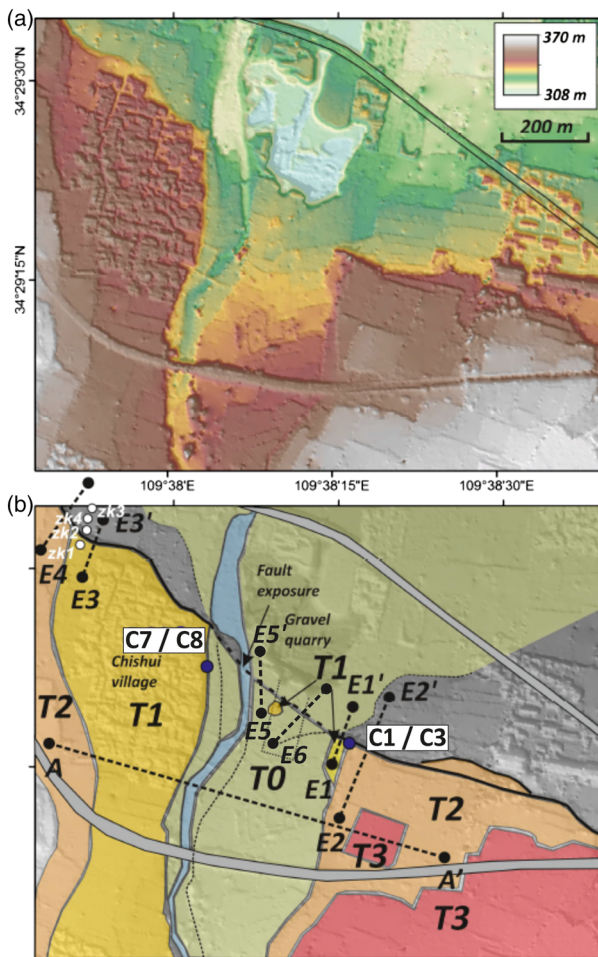 (a)
370 m
308 m
200 m
34°29'30"N
34°29'15"N
109°38'E
109°38'15"E
109°38'30"E
(b)
zk3
zk4
zk2
zk1
E3'
E4
E3
Fault
exposure
Gravel
quarry
C7 / C8
E5'
Chishui
village
T1
E1'
E2'
T2
T1
E5
E6
C1 / C3
T0
E1
A
T2
E2
T3
A'
T3